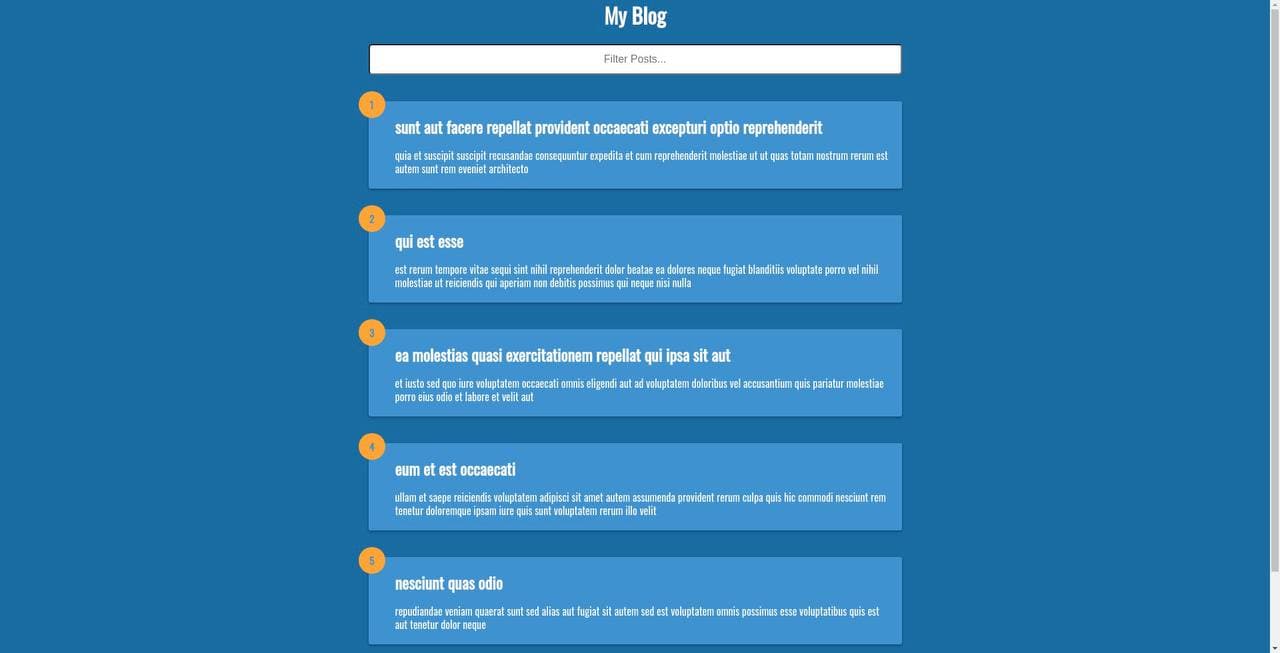 My Blog
Filter Posts...
1
sunt aut facere repellat provident occaecati excepturi optio reprehenderit
quia et suscipit suscipit recusandae consequuntur expedita et cum reprehenderit molestiae ut ut quas totam nostrum rerum est
autem sunt rem eveniet architecto
2
qui est esse
est rerum tempore vitae sequi sint nihil reprehenderit dolor beatae ea dolores neque fugiat blanditiis voluptate porro vel nihil
molestiae ut reiciendis qui aperiam non debitis possimus qui neque nisi nulla
3
ea molestias quasi exercitationem repellat qui ipsa sit aut
et iusto sed quo iure voluptatem occaecati omnis eligendi aut ad voluptatem doloribus vel accusantium quis pariatur molestiae
porro eius odio et labore et velit aut
4
eum et est occaecati
ullam et saepe reiciendis voluptatem adipisci sit amet autem assumenda provident rerum culpa quis hic commodi nesciunt rem
tenetur doloremque ipsam iure quis sunt voluptatem rerum illo velit
5
nesciunt quas odio
repudiandae veniam quaerat sunt sed alias aut fugiat sit autem sed est voluptatem omnis possimus esse voluptatibus quis est
aut tenetur dolor neque